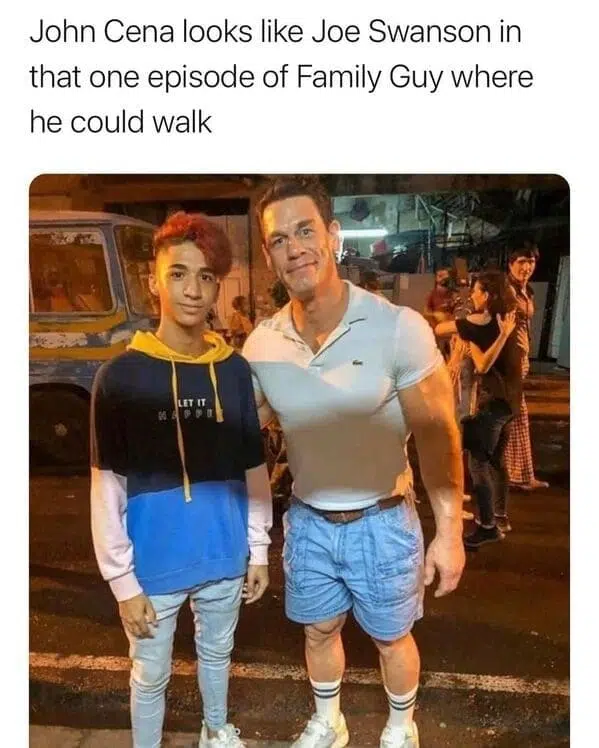 John Cena looks like Joe Swanson in
that one episode of Family Guy where
he could walk
LET IT